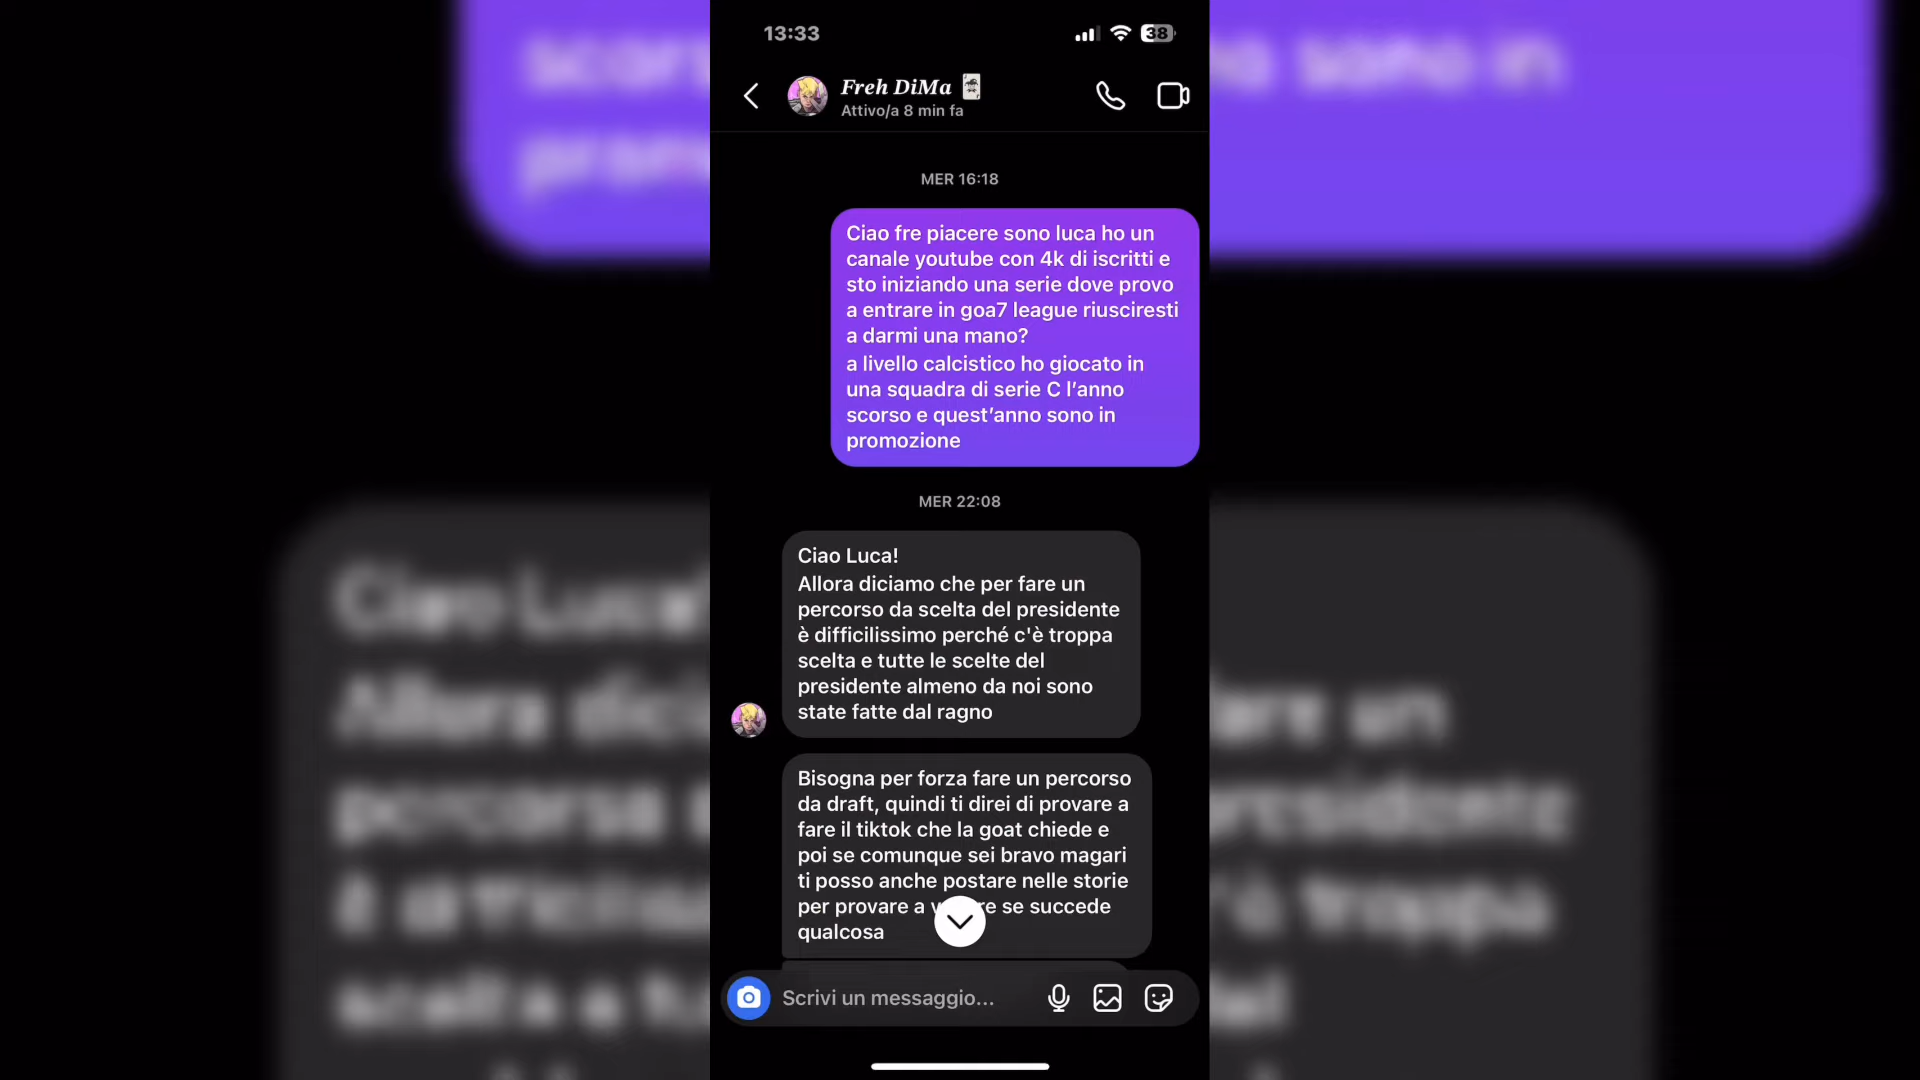 13:33
38
Freh DiMa
Attivo/a 8 min fa
MER 16:18
Ciao fre piacere sono luca ho un
canale youtube con 4k di iscritti e
sto iniziando una serie dove provo
a entrare in goa7 league riusciresti
a darmi una mano?
a livello calcistico ho giocato in
una squadra di serie C l’anno
scorso e quest’anno sono in
promozione
MER 22:08
Ciao Luca!
Allora diciamo che per fare un
percorso da scelta del presidente
è difficilissimo perché c'è troppa
scelta e tutte le scelte del
presidente almeno da noi sono
state fatte dal ragno
Bisogna per forza fare un percorso
da draft, quindi ti direi di provare a
fare il tiktok che la goat chiede e
poi se comunque sei bravo magari
ti posso anche postare nelle storie
per provare a se succede
qualcosa
Scrivi un messaggio...